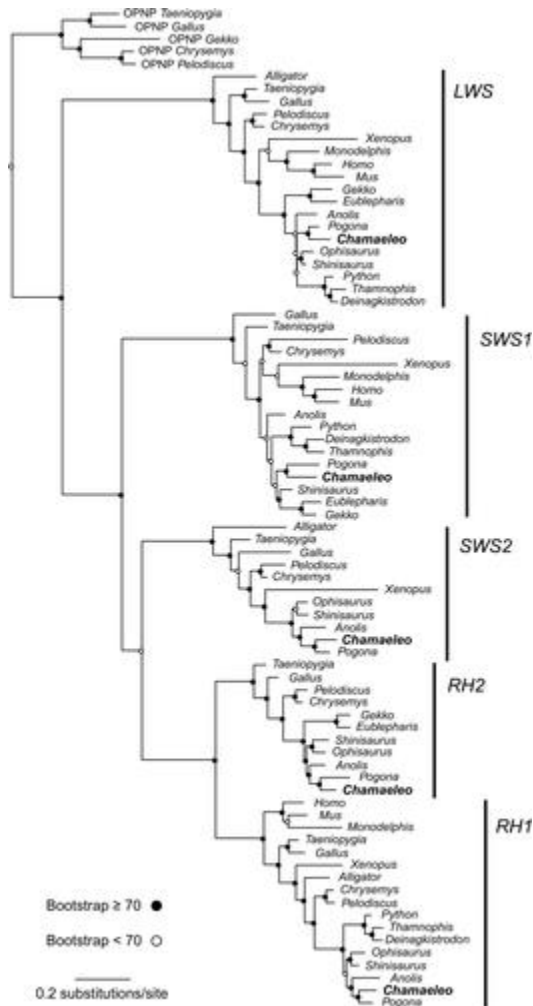 OPNP Taeniopygia
OPNP Gallus
OPNP Gekko
OPNP Chrysemys
OPNP Pelodiscus
LWS
Alligator
Taeniopygia
Gallus
Pelodiscus
Chrysemys
Xenopus
Monodelphis
Homo
Mus
Gekko
Eublepharis
Anolis
Pogona
Chamaeleo
Ophisaurus
Shinisaurus
Python
Thamnophis
Deinagkistrodon
SWS1
Gallus
Taeniopygia
Pelodiscus
Chrysemys
Xenopus
Monodelphis
Homo
Mus
Anolis
Python
Deinagkistrodon
Thamnophis
Pogona
Chamaeleo
Shinisaurus
Eublepharis
Gekko
SWS2
Alligator
Taeniopygia
Gallus
Pelodiscus
Chrysemys
Xenopus
Ophisaurus
Shinisaurus
Anolis
Chamaeleo
Pogona
RH2
Taeniopygia
Gallus
Pelodiscus
Chrysemys
Gekko
Eublepharis
Shinisaurus
Ophisaurus
Anolis
Pogona
Chamaeleo
RH1
Homo
Mus
Monodelphis
Taeniopygia
Gallus
Xenopus
Alligator
Chrysemys
Pelodiscus
Python
Thamnophis
Deinagkistrodon
Ophisaurus
Shinisaurus
Anolis
Chamaeleo
Pogona
Bootstrap ≥ 70
Bootstrap < 70
0.2 substitutions/site